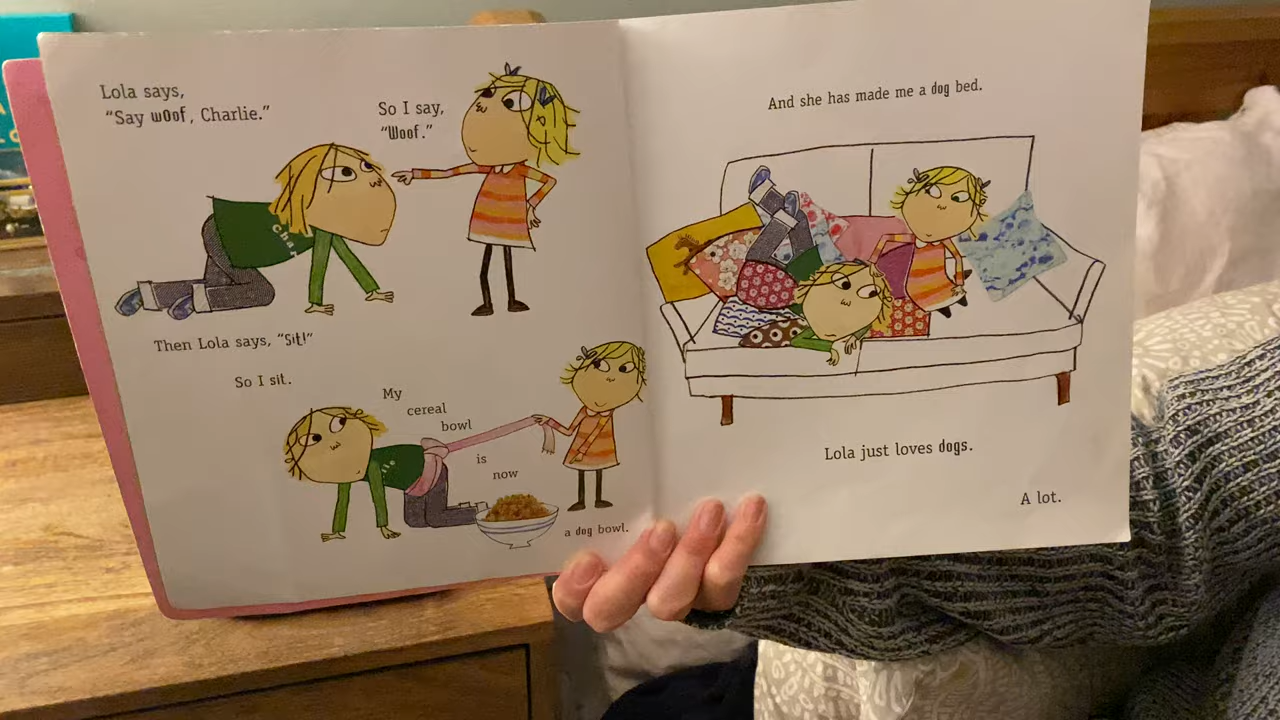 Lola says,
"Say woof, Charlie."
So I say,
"Woof."
Then Lola says, "Sit!"
So I sit.
My
cereal
bowl
is
now
a dog bowl.
And she has made me a dog bed.
Lola just loves dogs.
A lot.